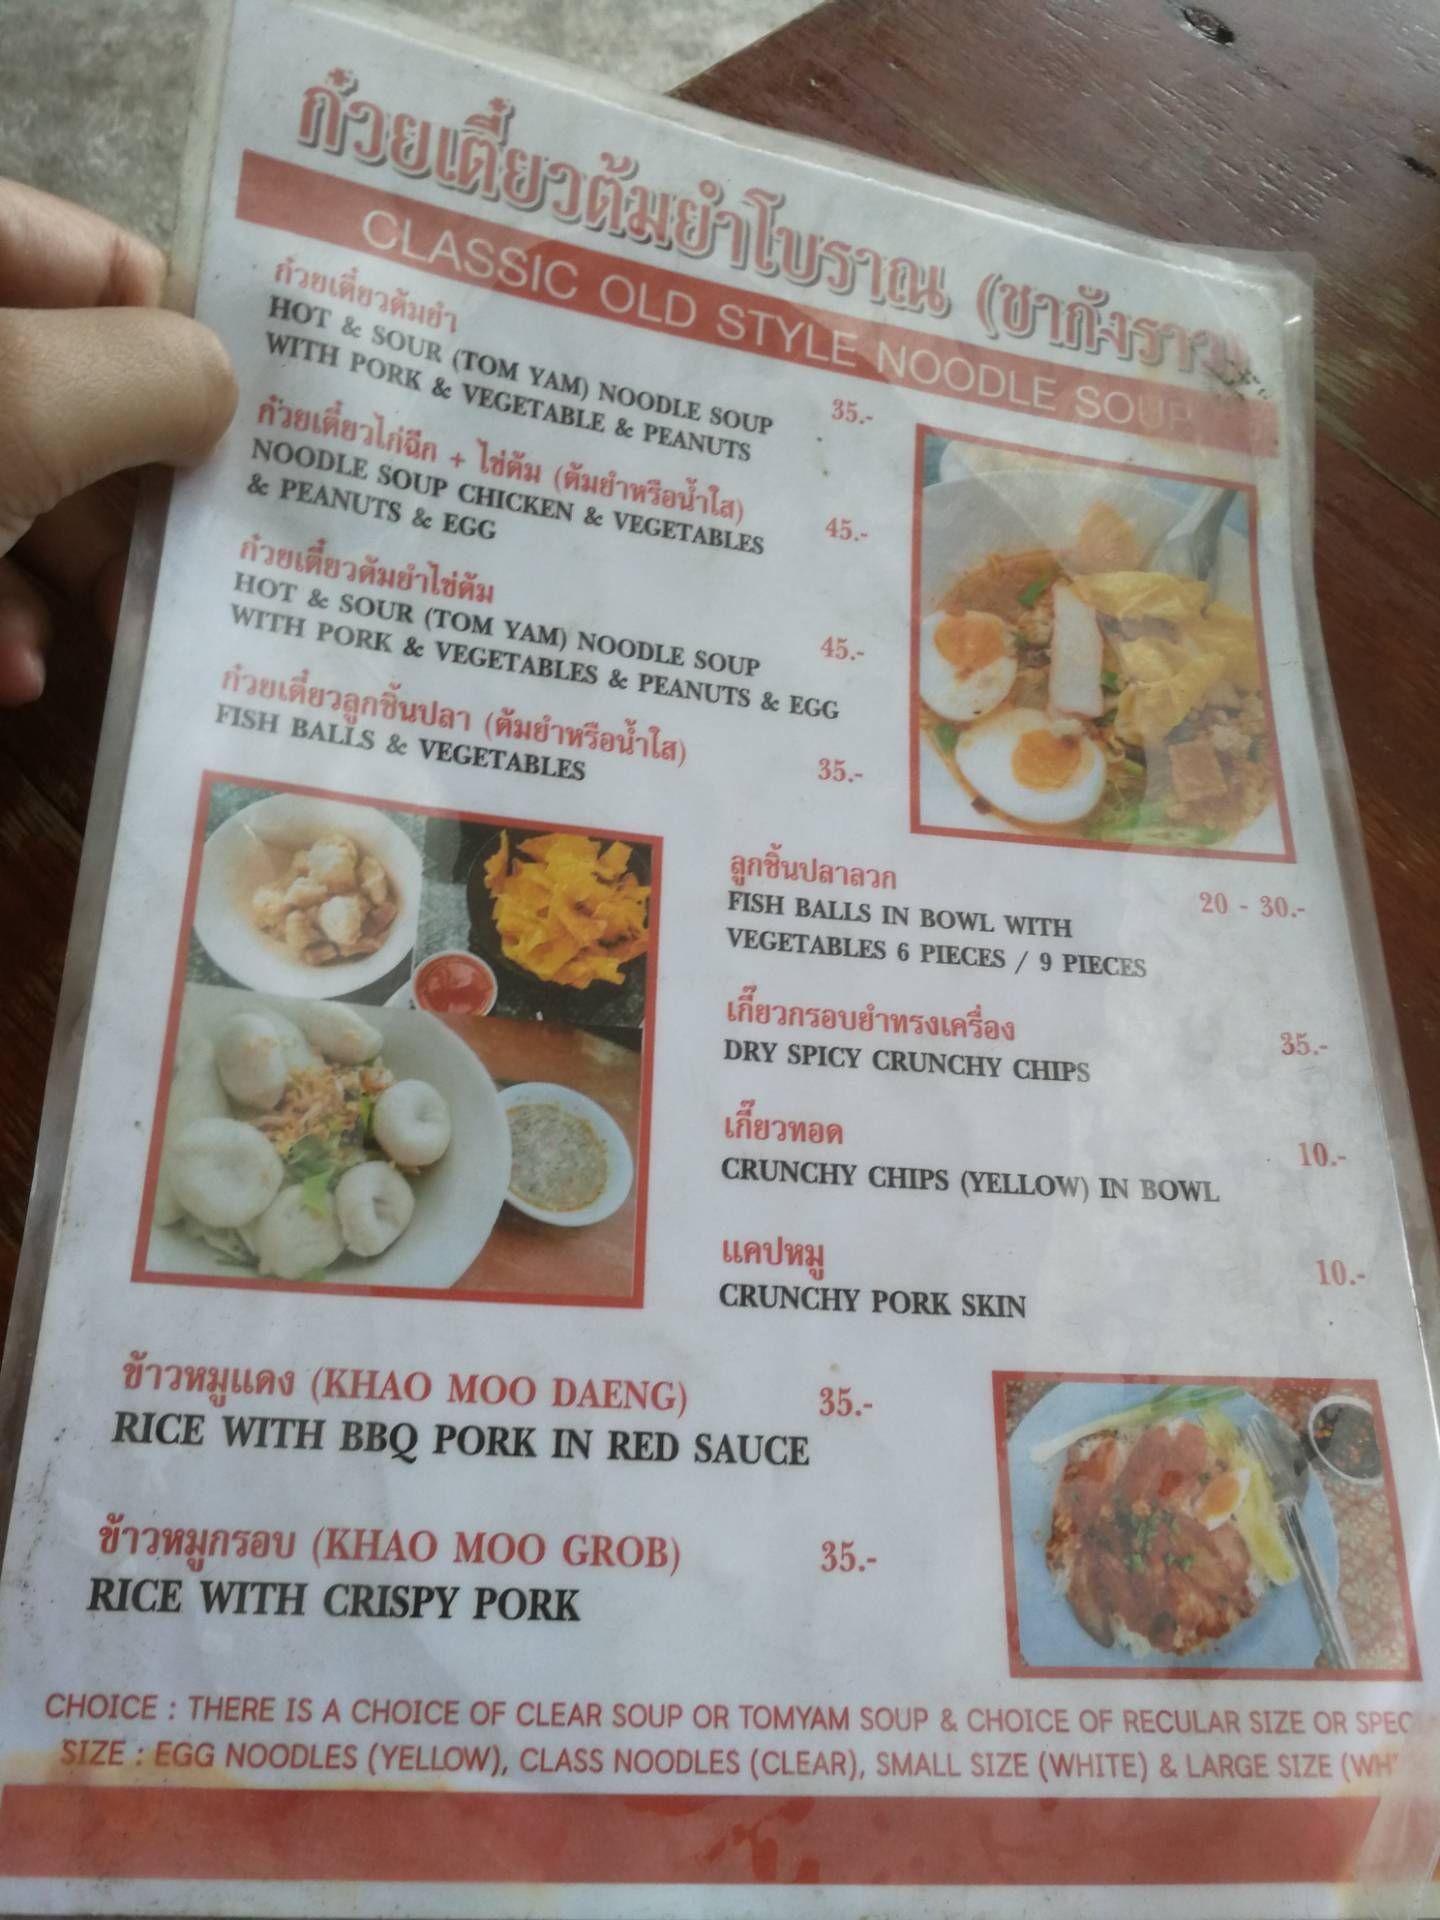 ก๋วยเตี๋ยวต้มยำโบราณ (ชากังราว
CLASSIC OLD STYLE NOODLE SOUP
ก๋วยเตี๋ยวต้มยำ
HOT & SOUR (TOM YAM) NOODLE SOUP 35.-
WITH PORK & VEGETABLE & PEANUTS
ก๋วยเตี๋ยวไก่ฉีก + ไข่ต้ม (ต้มยำหรือน้ำใส)
NOODLE SOUP CHICKEN & VEGETABLES 45.-
& PEANUTS & EGG
ก๋วยเตี๋ยวต้มยำไข่ต้ม
HOT & SOUR (TOM YAM) NOODLE SOUP 45.-
WITH PORK & VEGETABLES & PEANUTS & EGG
ก๋วยเตี๋ยวลูกชิ้นปลา (ต้มยำหรือน้ำใส)
FISH BALLS & VEGETABLES 35.-
ลูกชิ้นปลาลวก 20 - 30.-
FISH BALLS IN BOWL WITH
VEGETABLES 6 PIECES / 9 PIECES
เกี๊ยวกรอบยำทรงเครื่อง 35.-
DRY SPICY CRUNCHY CHIPS
เกี๊ยวทอด 10.-
CRUNCHY CHIPS (YELLOW) IN BOWL
แคปหมู 10.-
CRUNCHY PORK SKIN
ข้าวหมูแดง (KHAO MOO DAENG) 35.-
RICE WITH BBQ PORK IN RED SAUCE
ข้าวหมูกรอบ (KHAO MOO GROB) 35.-
RICE WITH CRISPY PORK
CHOICE : THERE IS A CHOICE OF CLEAR SOUP OR TOMYAM SOUP & CHOICE OF RECULAR SIZE OR
SIZE : EGG NOODLES (YELLOW), CLASS NOODLES (CLEAR), SMALL SIZE (WHITE) & LARGE SIZE